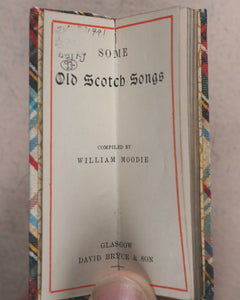 SOME
Old Scotch Songs
COMPILED BY
WILLIAM MOODIE
GLASGOW
DAVID BRYCE & SON